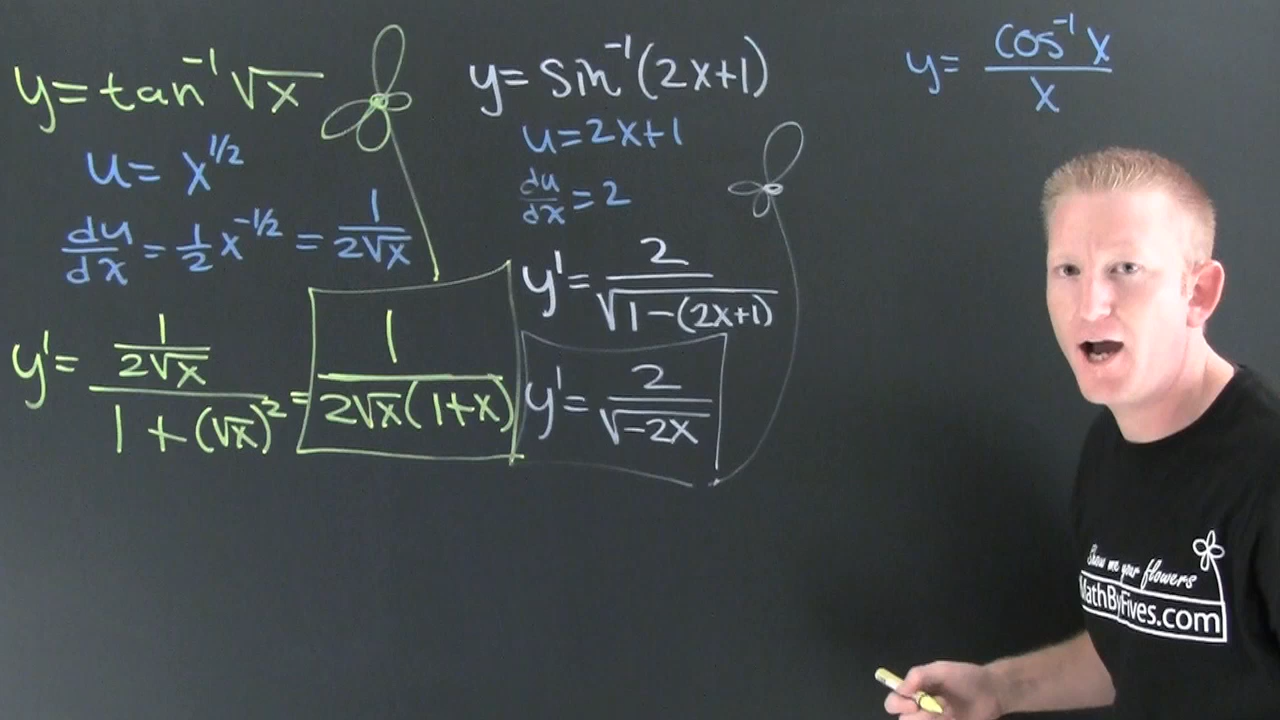 y = tan⁻¹ √x
u = x^1/2
du/dx = 1/2 x^-1/2 = 1/(2√x)
y' = (1/(2√x))/(1 + (√x)²) = 1/(2√x(1+x))
y = sin⁻¹(2x+1)
u = 2x+1
du/dx = 2
y' = 2/√(1-(2x+1))
y' = 2/√(-2x)
y = cos⁻¹x/x
Show me your flowers
MathByFives.com